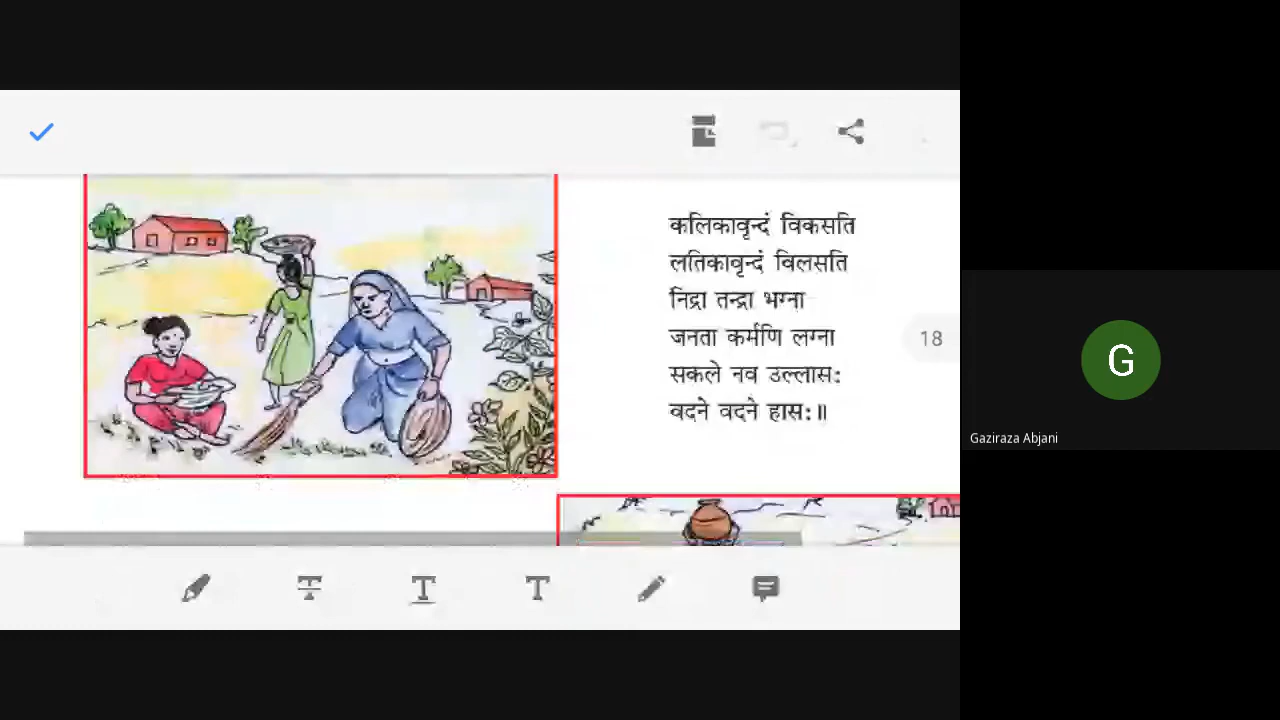 कलिकावृन्दं विकसति
लतिकावृन्दं विलसति
निद्रा तन्द्रा भग्ना
जनता कर्मणि लग्ना
सकले नव उल्लासः
वदने वदने हासः॥
18
G
Gaziraza Abjani